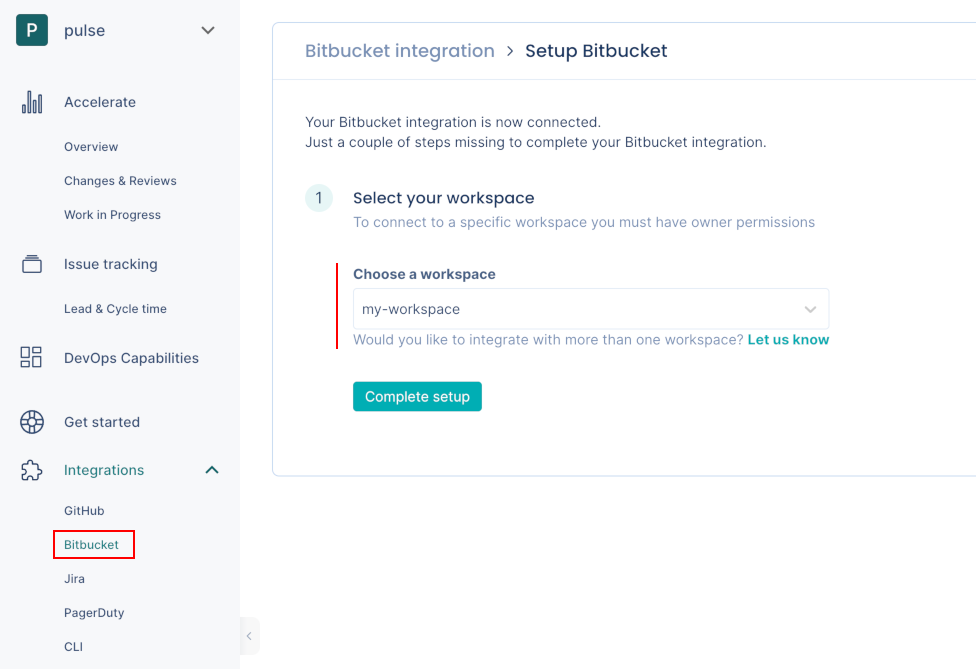 P pulse
Accelerate
Overview
Changes & Reviews
Work in Progress
Issue tracking
Lead & Cycle time
DevOps Capabilities
Get started
Integrations
GitHub
Bitbucket
Jira
PagerDuty
CLI
Bitbucket integration > Setup Bitbucket
Your Bitbucket integration is now connected.
Just a couple of steps missing to complete your Bitbucket integration.
1 Select your workspace
To connect to a specific workspace you must have owner permissions
Choose a workspace
my-workspace
Would you like to integrate with more than one workspace? Let us know
Complete setup